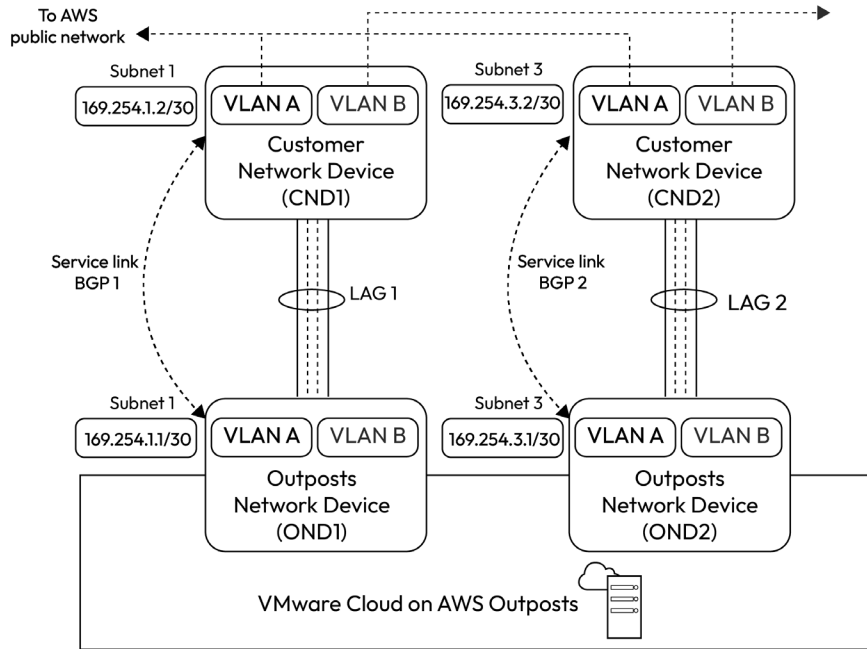 To AWS
public network
Subnet 1
169.254.1.2/30
VLAN A
VLAN B
Customer
Network Device
(CND1)
Subnet 3
169.254.3.2/30
VLAN A
VLAN B
Customer
Network Device
(CND2)
Service link
BGP 1
LAG 1
Service link
BGP 2
LAG 2
Subnet 1
169.254.1.1/30
VLAN A
VLAN B
Outposts
Network Device
(OND1)
Subnet 3
169.254.3.1/30
VLAN A
VLAN B
Outposts
Network Device
(OND2)
VMware Cloud on AWS Outposts